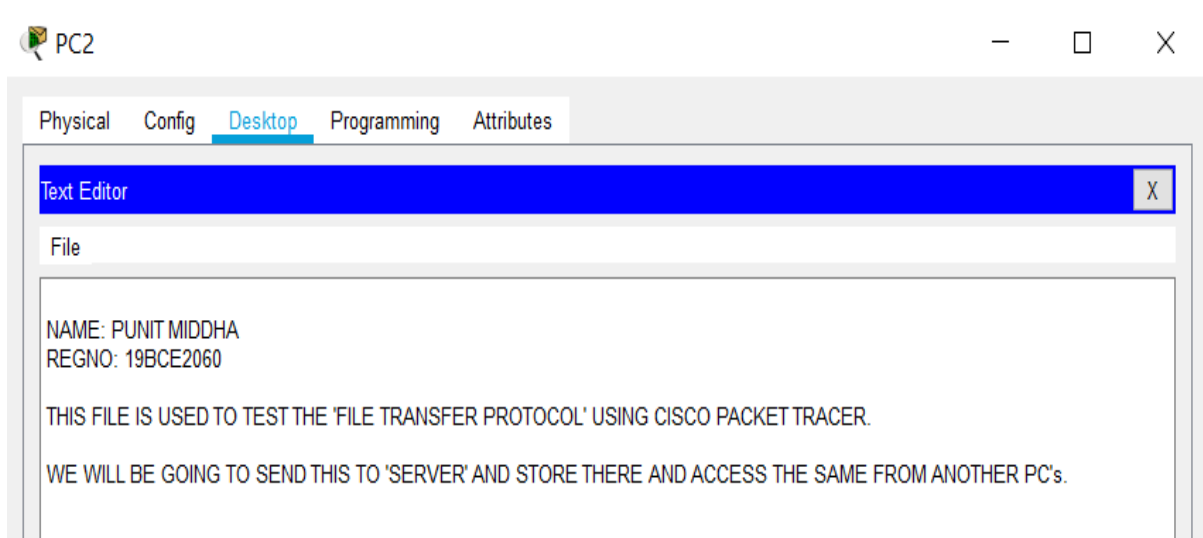 PC2
Physical Config Desktop Programming Attributes
Text Editor X
File
NAME: PUNIT MIDDHA
REGNO: 19BCE2060
THIS FILE IS USED TO TEST THE 'FILE TRANSFER PROTOCOL' USING CISCO PACKET TRACER.
WE WILL BE GOING TO SEND THIS TO 'SERVER' AND STORE THERE AND ACCESS THE SAME FROM ANOTHER PC's.